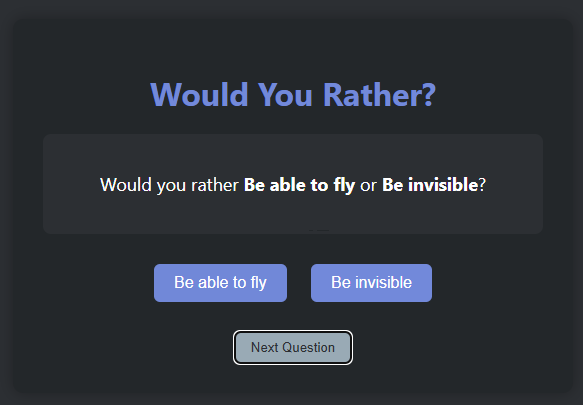 Would You Rather?
Would you rather Be able to fly or Be invisible?
Be able to fly
Be invisible
Next Question